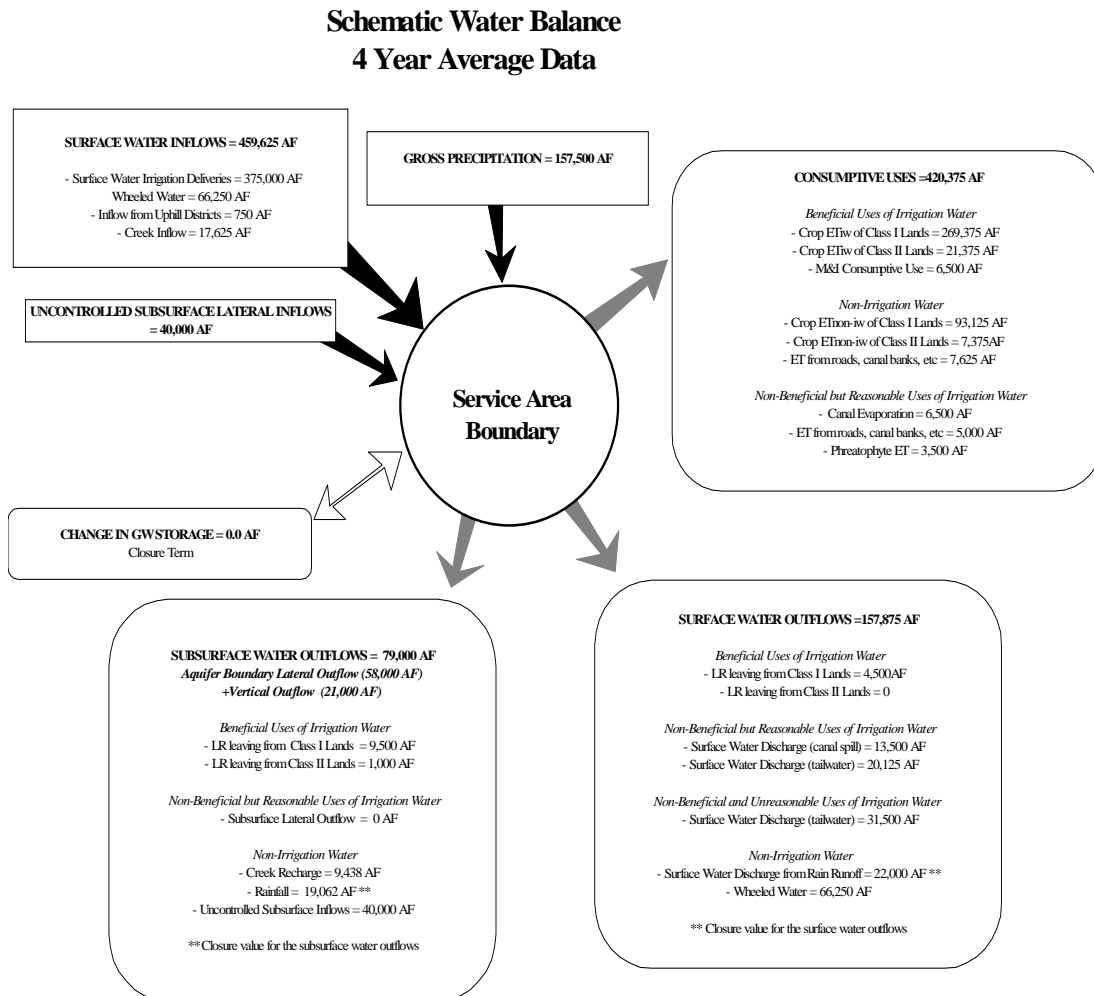 Schematic Water Balance
4 Year Average Data
SURFACE WATER INFLOWS = 459,625 AF
- Surface Water Irrigation Deliveries = 375,000 AF
Wheeled Water = 66,250 AF
- Inflow from Uphill Districts = 750 AF
- Creek Inflow = 17,625 AF
GROSS PRECIPITATION = 157,500 AF
UNCONTROLLED SUBSURFACE LATERAL INFLOWS
= 40,000 AF
CONSUMPTIVE USES =420,375 AF
Beneficial Uses of Irrigation Water
- Crop ETiw of Class I Lands = 269,375 AF
- Crop ETiw of Class II Lands = 21,375 AF
- M&I Consumptive Use = 6,500 AF
Non-Irrigation Water
- Crop ETnon-iw of Class I Lands = 93,125 AF
- Crop ETnon-iw of Class II Lands = 7,375AF
- ET from roads, canal banks, etc = 7,625 AF
Non-Beneficial but Reasonable Uses of Irrigation Water
- Canal Evaporation = 6,500 AF
- ET from roads, canal banks, etc = 5,000 AF
- Phreatophyte ET = 3,500 AF
Service Area
Boundary
CHANGE IN GW STORAGE = 0.0 AF
Closure Term
SUBSURFACE WATER OUTFLOWS = 79,000 AF
Aquifer Boundary Lateral Outflow (58,000 AF)
+Vertical Outflow (21,000 AF)
Beneficial Uses of Irrigation Water
- LR leaving from Class I Lands = 9,500 AF
- LR leaving from Class II Lands = 1,000 AF
Non-Beneficial but Reasonable Uses of Irrigation Water
- Subsurface Lateral Outflow = 0 AF
Non-Irrigation Water
- Creek Recharge = 9,438 AF
- Rainfall = 19,062 AF **
- Uncontrolled Subsurface Inflows = 40,000 AF
** Closure value for the subsurface water outflows
SURFACE WATER OUTFLOWS =157,875 AF
Beneficial Uses of Irrigation Water
- LR leaving from Class I Lands = 4,500AF
- LR leaving from Class II Lands = 0
Non-Beneficial but Reasonable Uses of Irrigation Water
- Surface Water Discharge (canal spill) = 13,500 AF
- Surface Water Discharge (tailwater) = 20,125 AF
Non-Beneficial and Unreasonable Uses of Irrigation Water
- Surface Water Discharge (tailwater) = 31,500 AF
Non-Irrigation Water
- Surface Water Discharge from Rain Runoff = 22,000 AF **
- Wheeled Water = 66,250 AF
** Closure value for the surface water outflows